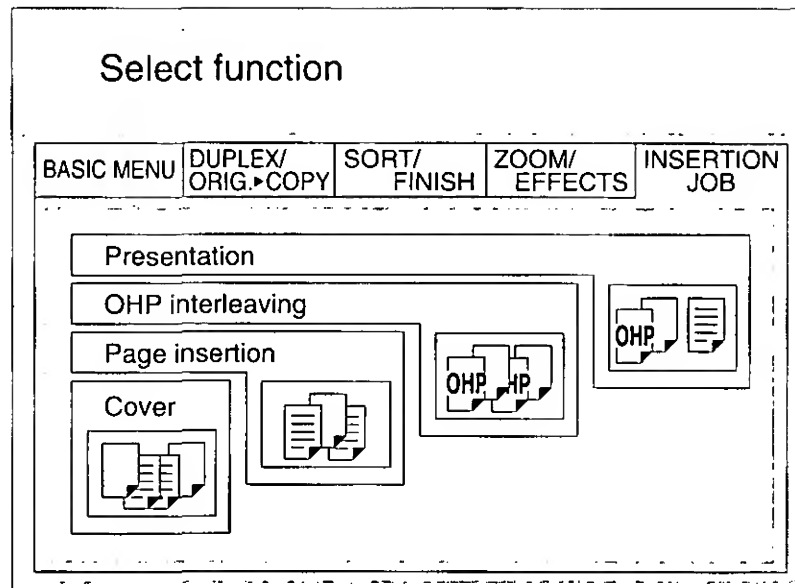 Select function
BASIC MENU
DUPLEX/
ORIG.▸COPY
SORT/
FINISH
ZOOM/
EFFECTS
INSERTION
JOB
Presentation
OHP interleaving
Page insertion
Cover
OHP
OHP
HP